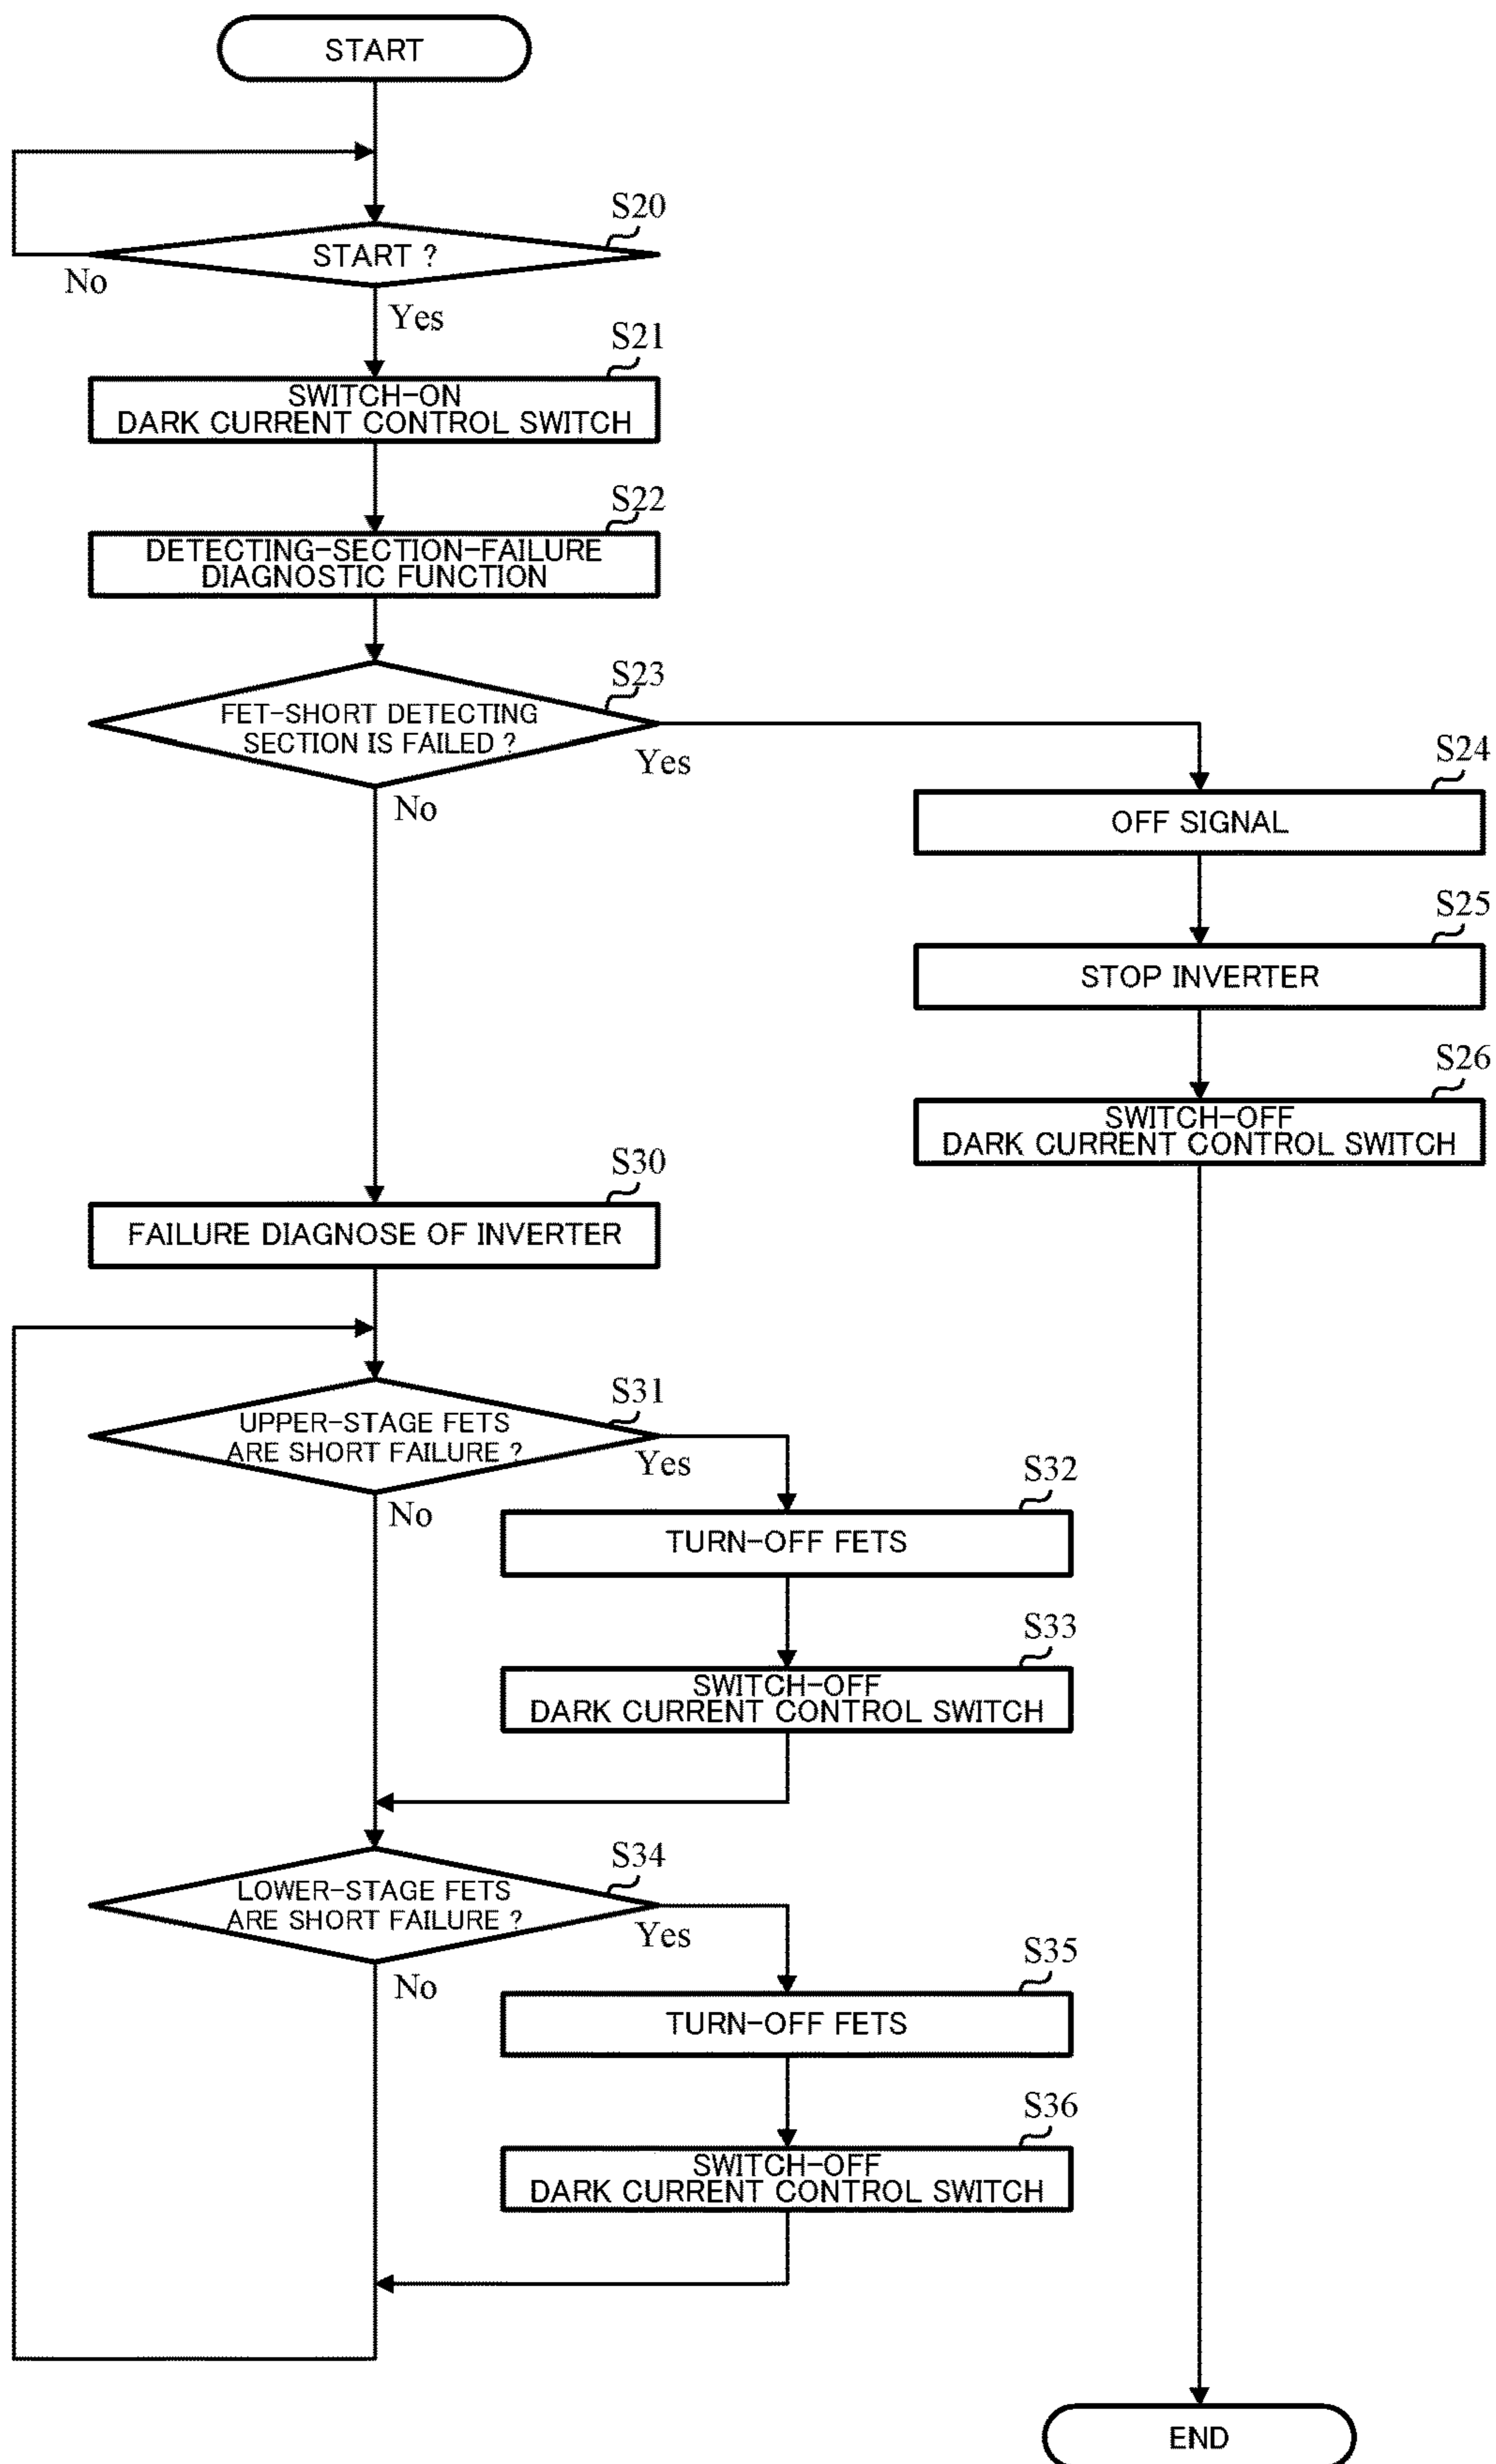 START
S20
START ?
No
Yes
S21
SWITCH-ON
DARK CURRENT CONTROL SWITCH
S22
DETECTING-SECTION-FAILURE
DIAGNOSTIC FUNCTION
S23
FET-SHORT DETECTING
SECTION IS FAILED ?
Yes
No
S24
OFF SIGNAL
S25
STOP INVERTER
S26
SWITCH-OFF
DARK CURRENT CONTROL SWITCH
S30
FAILURE DIAGNOSE OF INVERTER
S31
UPPER-STAGE FETS
ARE SHORT FAILURE ?
Yes
No
S32
TURN-OFF FETS
S33
SWITCH-OFF
DARK CURRENT CONTROL SWITCH
S34
LOWER-STAGE FETS
ARE SHORT FAILURE ?
Yes
No
S35
TURN-OFF FETS
S36
SWITCH-OFF
DARK CURRENT CONTROL SWITCH
END